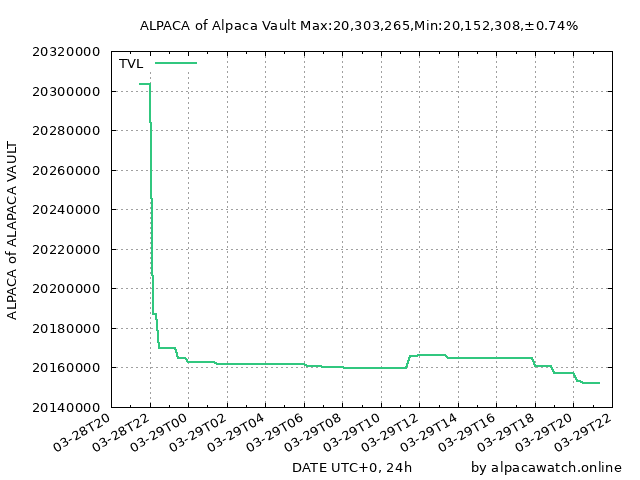 ALPACA of Alpaca Vault Max:20,303,265,Min:20,152,308,±0.74%
TVL
20320000
20300000
20280000
20260000
20240000
20220000
20200000
20180000
20160000
20140000
ALPACA of ALAPACA VAULT
03-28T20
03-28T22
03-29T00
03-29T02
03-29T04
03-29T06
03-29T08
03-29T10
03-29T12
03-29T14
03-29T16
03-29T18
03-29T20
03-29T22
DATE UTC+0, 24h
by alpacawatch.online